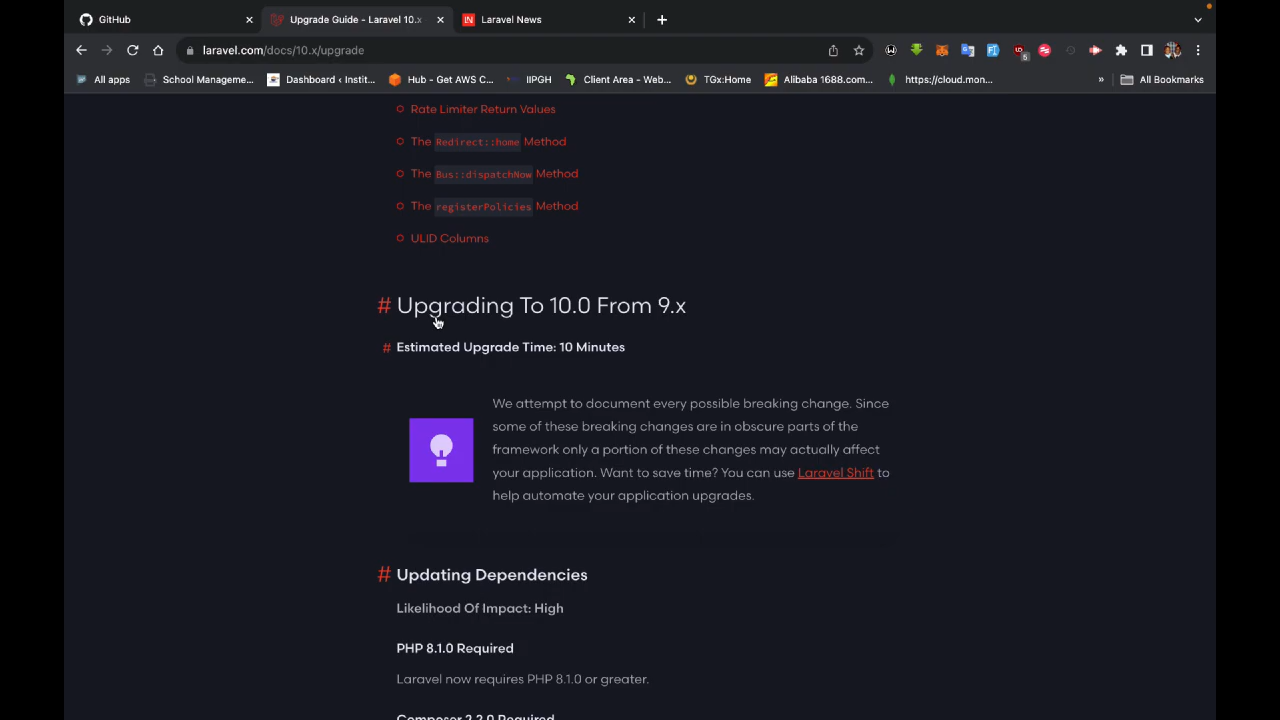 GitHub
Upgrade Guide - Laravel 10.x
Laravel News
laravel.com/docs/10.x/upgrade
All apps
School Manageme...
Dashboard ‹ Instit...
Hub - Get AWS C...
IIPGH
Client Area - Web...
TGx:Home
Alibaba 1688.com...
https://cloud.mon...
»
All Bookmarks
Rate Limiter Return Values
The Redirect::home Method
The Bus::dispatchNow Method
The registerPolicies Method
ULID Columns
# Upgrading To 10.0 From 9.x
# Estimated Upgrade Time: 10 Minutes
We attempt to document every possible breaking change. Since
some of these breaking changes are in obscure parts of the
framework only a portion of these changes may actually affect
your application. Want to save time? You can use Laravel Shift to
help automate your application upgrades.
# Updating Dependencies
Likelihood Of Impact: High
PHP 8.1.0 Required
Laravel now requires PHP 8.1.0 or greater.
Composer 2.2.0 Required